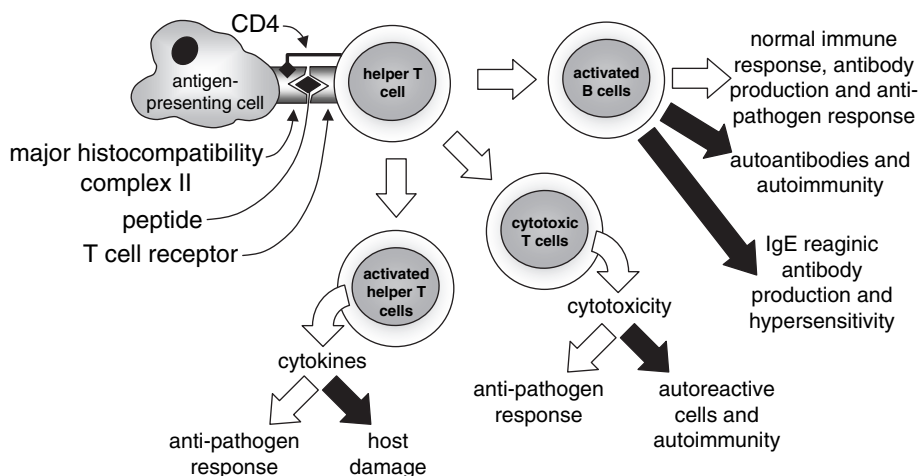 CD4
antigen-
presenting cell
helper T
cell
activated
B cells
normal immune
response, antibody
production and anti-
pathogen response
major histocompatibility
complex II
peptide
T cell receptor
autoantibodies and
autoimmunity
cytotoxic
T cells
IgE reaginic
antibody
production and
hypersensitivity
activated
helper T
cells
cytotoxicity
cytokines
anti-pathogen
response
autoreactive
cells and
autoimmunity
anti-pathogen
response
host
damage